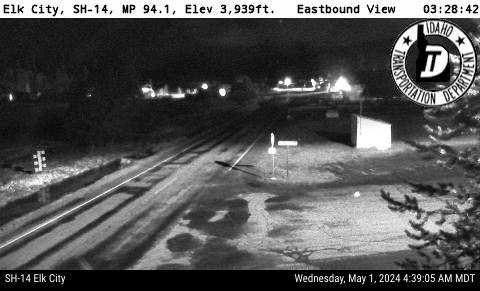 Elk City, SH-14, MP 94.1, Elev 3,939ft. Eastbound View 03:28:42
IDAHO
TRANSPORTATION DEPARTMENT
SH-14 Elk City Wednesday, May 1, 2024 4:39:05 AM MDT